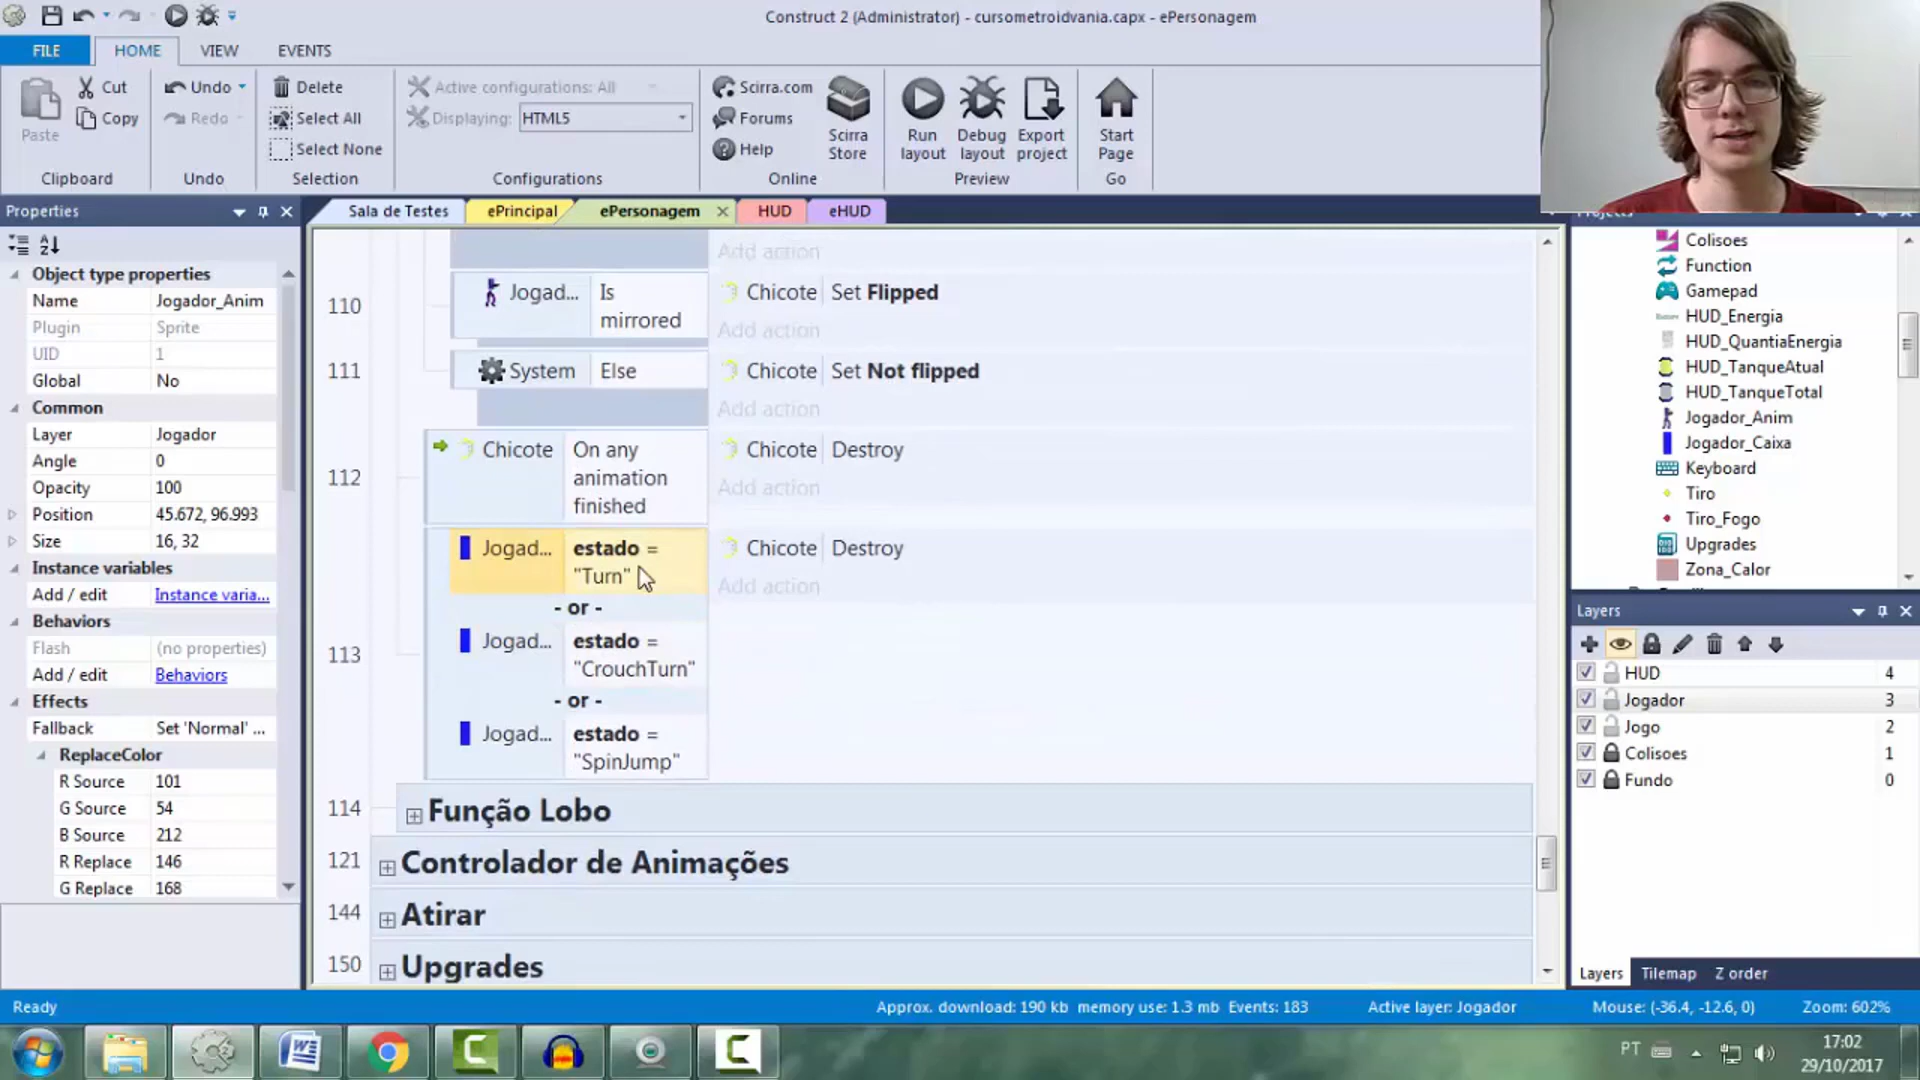 Construct 2 (Administrator) - cursometroidvania.capx - ePersonagem
FILE HOME VIEW EVENTS
Paste Cut Copy Clipboard
Undo Redo Undo
Delete Select All Select None Selection
Active configurations: All
Displaying: HTML5
Configurations
Scirra.com Forums Help Scirra Store Online
Run layout Debug layout Export project Preview
Start Page Go
Properties
Object type properties
Name Jogador_Anim
Plugin Sprite
UID 1
Global No
Common
Layer Jogador
Angle 0
Opacity 100
Position 45.672, 96.993
Size 16, 32
Instance variables
Add / edit Instance varia...
Behaviors
Flash (no properties)
Add / edit Behaviors
Effects
Fallback Set 'Normal' ...
ReplaceColor
R Source 101
G Source 54
B Source 212
R Replace 146
G Replace 168
Sala de Testes ePrincipal ePersonagem HUD eHUD
Add action
110 Jogad... Is mirrored Chicote Set Flipped
Add action
111 System Else Chicote Set Not flipped
Add action
112 Chicote On any animation finished Chicote Destroy
Add action
113 Jogad... estado = "Turn" Chicote Destroy
Add action
- or -
Jogad... estado = "CrouchTurn"
- or -
Jogad... estado = "SpinJump"
114 Função Lobo
121 Controlador de Animações
144 Atirar
150 Upgrades
Colisoes
Function
Gamepad
HUD_Energia
HUD_QuantiaEnergia
HUD_TanqueAtual
HUD_TanqueTotal
Jogador_Anim
Jogador_Caixa
Keyboard
Tiro
Tiro_Fogo
Upgrades
Zona_Calor
Layers
HUD 4
Jogador 3
Jogo 2
Colisoes 1
Fundo 0
Layers Tilemap Z order
Ready Approx. download: 190 kb memory use: 1.3 mb Events: 183 Active layer: Jogador Mouse: (-36.4, -12.6, 0) Zoom: 602%
PT 17:02
29/10/2017